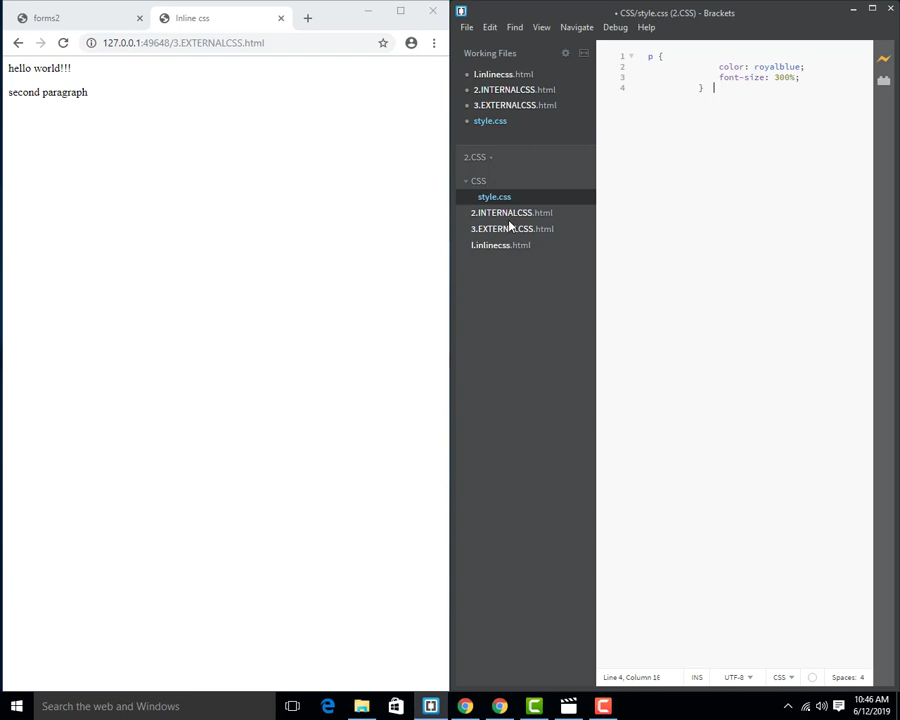 forms2
Inline css
127.0.0.1:49648/3.EXTERNALCSS.html
hello world!!!
second paragraph
• CSS/style.css (2.CSS) - Brackets
File Edit Find View Navigate Debug Help
Working Files
I.inlinecss.html
2.INTERNALCSS.html
3.EXTERNALCSS.html
• style.css
2.CSS
CSS
style.css
2.INTERNALCSS.html
3.EXTERNALCSS.html
I.inlinecss.html
1 p {
2 color: royalblue;
3 font-size: 300%;
4 }
Line 4, Column 16
INS
UTF-8
CSS
Spaces: 4
Search the web and Windows
10:46 AM
6/12/2019